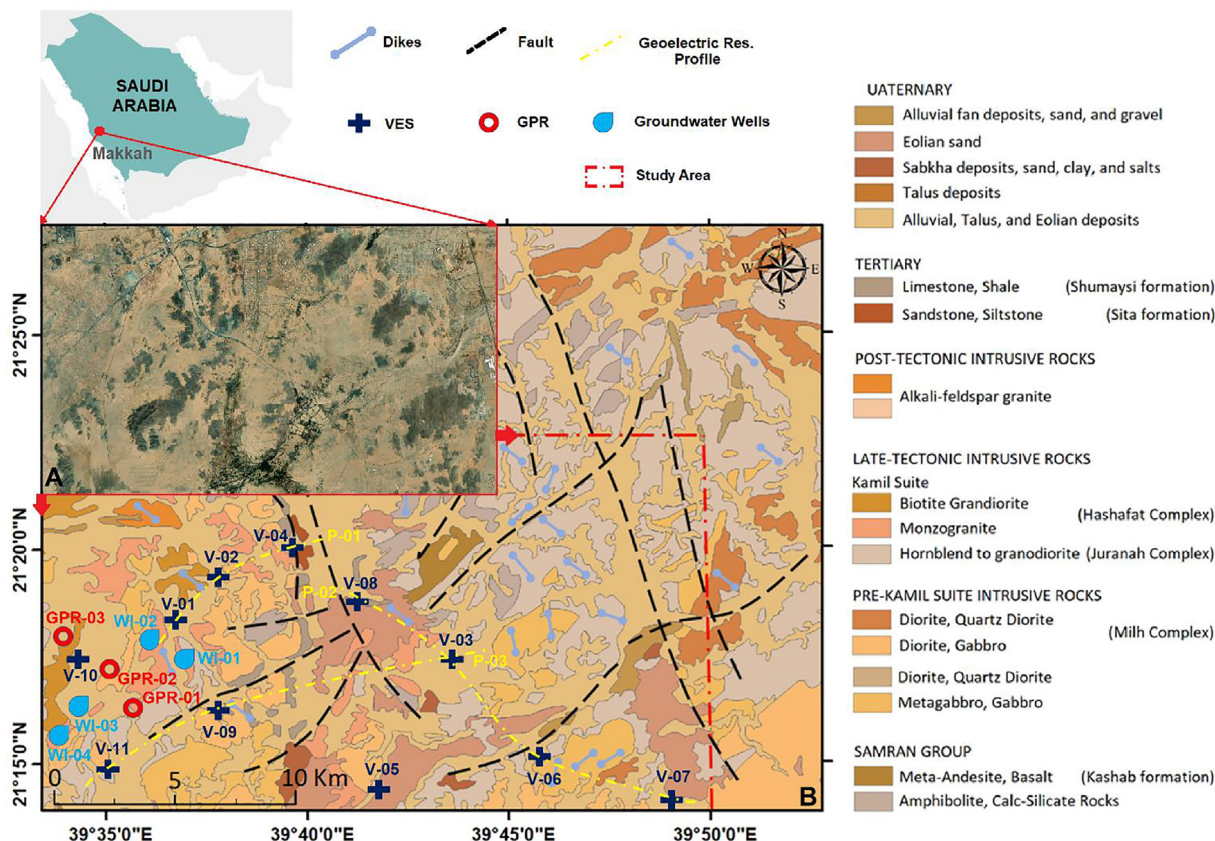 SAUDI
ARABIA
Makkah
Dikes
Fault
Geoelectric Res.
Profile
VES
GPR
Groundwater Wells
Study Area
UATERNARY
Alluvial fan deposits, sand, and gravel
Eolian sand
Sabkha deposits, sand, clay, and salts
Talus deposits
Alluvial, Talus, and Eolian deposits
TERTIARY
Limestone, Shale (Shumaysi formation)
Sandstone, Siltstone (Sita formation)
POST-TECTONIC INTRUSIVE ROCKS
Alkali-feldspar granite
LATE-TECTONIC INTRUSIVE ROCKS
Kamil Suite
Biotite Grandiorite
(Hashafat Complex)
Monzogranite
Hornblend to granodiorite (Juranah Complex)
PRE-KAMIL SUITE INTRUSIVE ROCKS
Diorite, Quartz Diorite
(Milh Complex)
Diorite, Gabbro
Diorite, Quartz Diorite
Metagabbro, Gabbro
SAMRAN GROUP
Meta-Andesite, Basalt (Kashab formation)
Amphibolite, Calc-Silicate Rocks
N
W E
S
A
B
21°25'0"N
21°20'0"N
21°15'0"N
V-04
P-01
V-02
P-02
V-08
V-01
GPR-03
WI-02
V-03
WI-01
P-03
V-10
GPR-02
GPR-01
WI-03
V-09
WI-04
V-11
V-05
V-06
V-07
0 5 10 Km
39°35'0"E
39°40'0"E
39°45'0"E
39°50'0"E